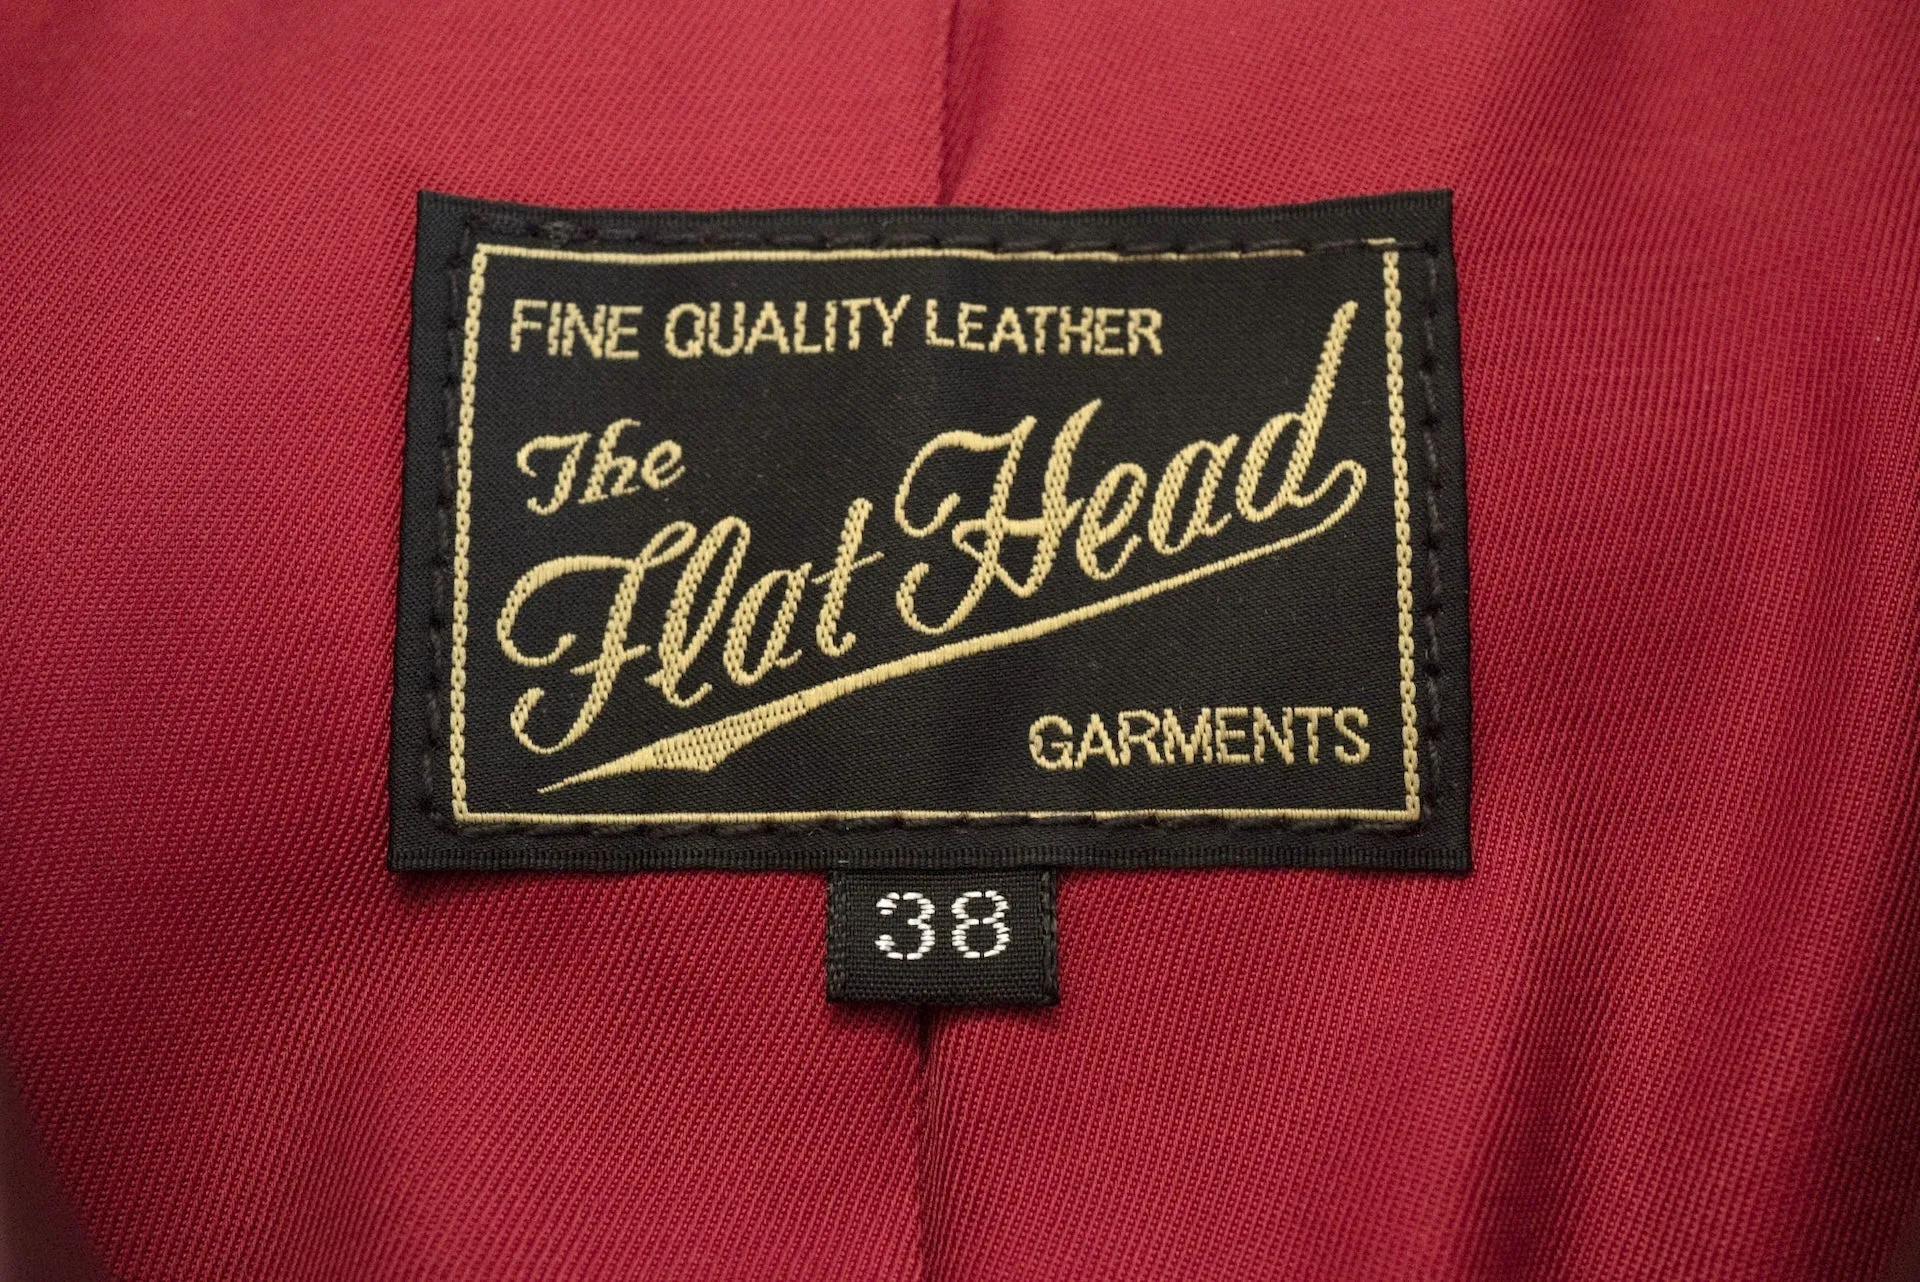 FINE QUALITY LEATHER
The
Flat Head
GARMENTS
38